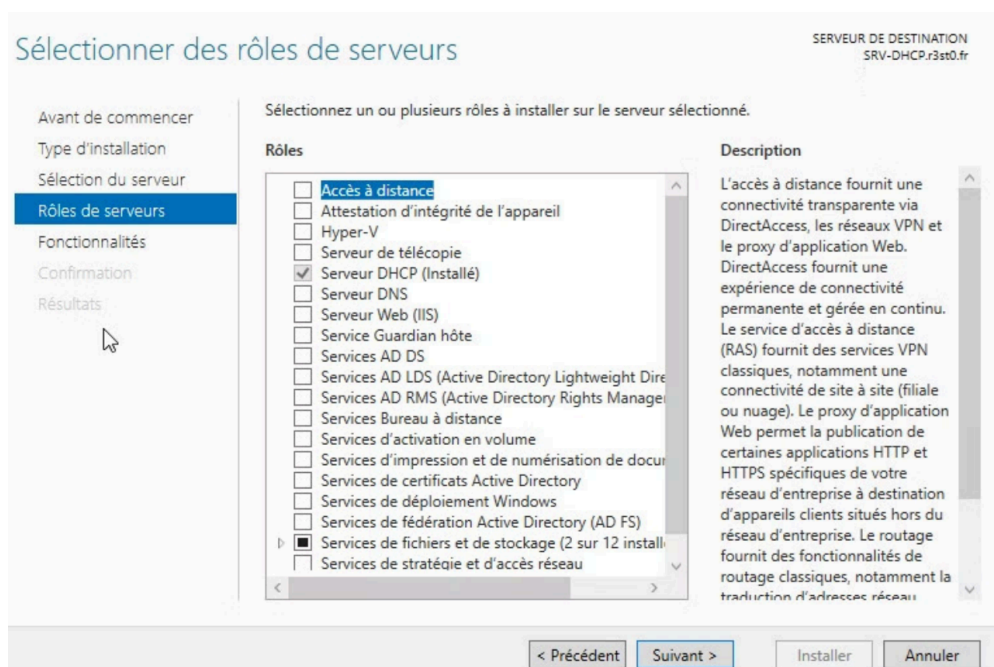 Sélectionner des rôles de serveurs
SERVEUR DE DESTINATION
SRV-DHCP.r3st0.fr
Avant de commencer
Type d'installation
Sélection du serveur
Rôles de serveurs
Fonctionnalités
Confirmation
Résultats
Sélectionnez un ou plusieurs rôles à installer sur le serveur sélectionné.
Rôles
Accès à distance
Attestation d'intégrité de l'appareil
Hyper-V
Serveur de télécopie
Serveur DHCP (Installé)
Serveur DNS
Serveur Web (IIS)
Service Guardian hôte
Services AD DS
Services AD LDS (Active Directory Lightweight Dire
Services AD RMS (Active Directory Rights Manage
Services Bureau à distance
Services d'activation en volume
Services d'impression et de numérisation de docu
Services de certificats Active Directory
Services de déploiement Windows
Services de fédération Active Directory (AD FS)
Services de fichiers et de stockage (2 sur 12 install
Services de stratégie et d'accès réseau
Description
L'accès à distance fournit une
connectivité transparente via
DirectAccess, les réseaux VPN et
le proxy d'application Web.
DirectAccess fournit une
expérience de connectivité
permanente et gérée en continu.
Le service d'accès à distance
(RAS) fournit des services VPN
classiques, notamment une
connectivité de site à site (filiale
ou nuage). Le proxy d'application
Web permet la publication de
certaines applications HTTP et
HTTPS spécifiques de votre
réseau d'entreprise à destination
d'appareils clients situés hors du
réseau d'entreprise. Le routage
fournit des fonctionnalités de
routage classiques, notamment la
traduction d'adresses réseau
< Précédent
Suivant >
Installer
Annuler